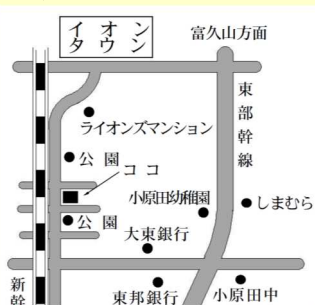 イオン
タウン
富久山方面
東部幹線
ライオンズマンション
公園
ココ
小原田幼稚園
しまむら
公園
大東銀行
新幹
東邦銀行
小原田中